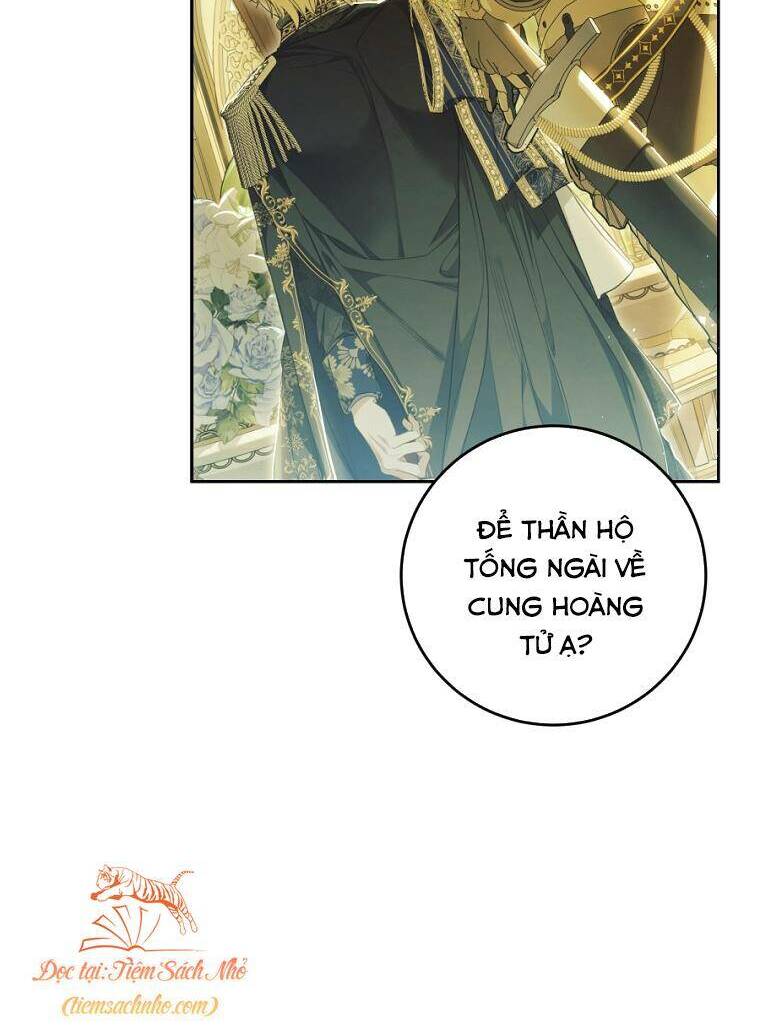 ĐỂ THẦN HỘ
TỐNG NGÀI VỀ
CUNG HOÀNG
TỬ Ạ?
Đọc tại: Tiệm Sách Nhỏ
(tiemsachnho.com)